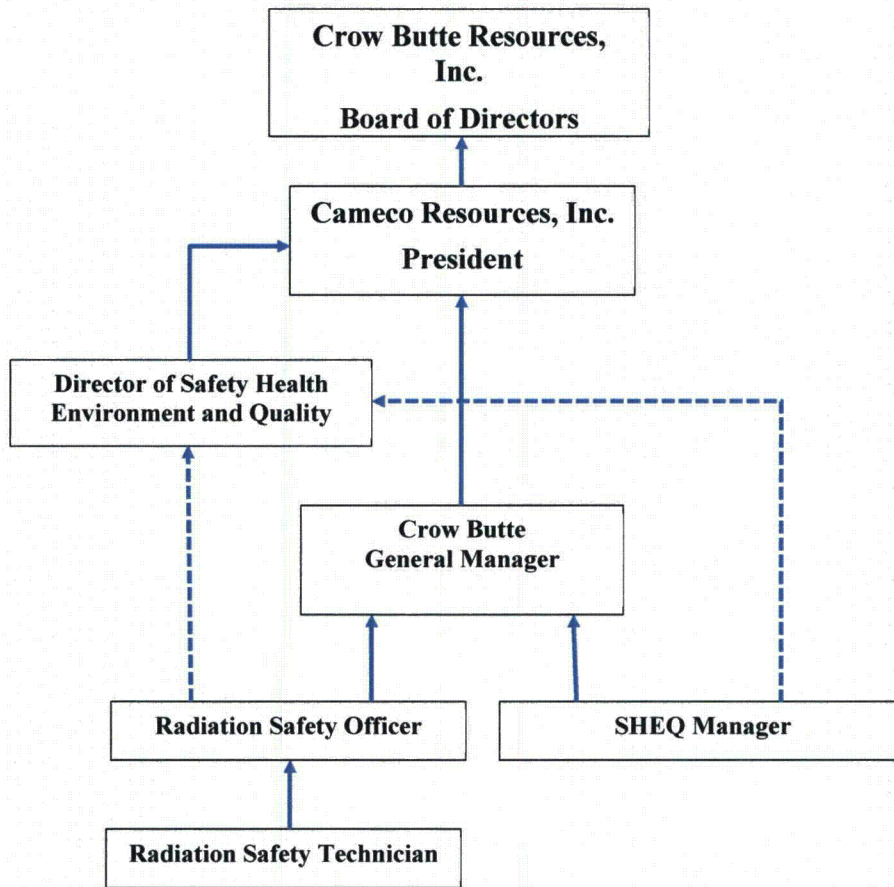 Crow Butte Resources,
Inc.
Board of Directors
Cameco Resources, Inc.
President
Director of Safety Health
Environment and Quality
Crow Butte
General Manager
Radiation Safety Officer
SHEQ Manager
Radiation Safety Technician